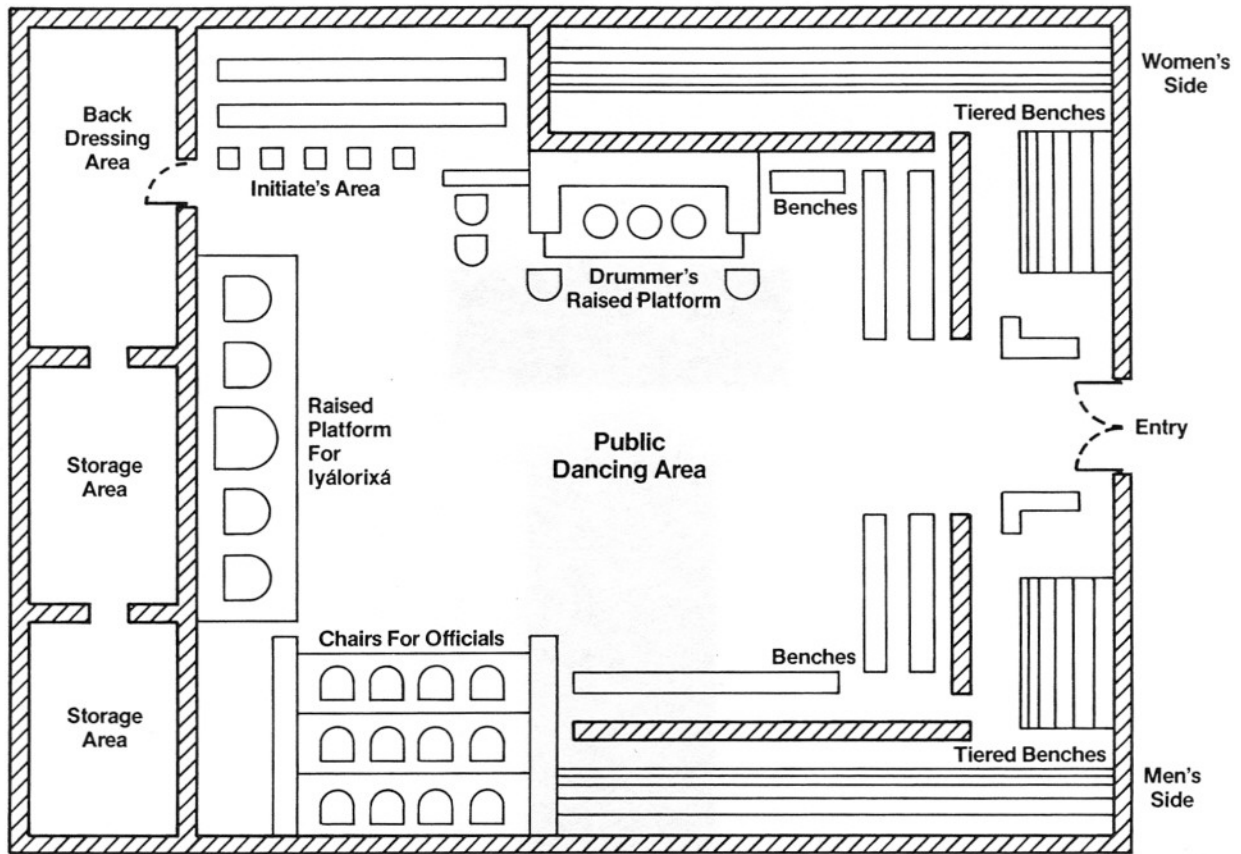 Women's
Side
Tiered Benches
Back
Dressing
Area
Initiate's Area
Benches
Drummer's
Raised Platform
Raised
Platform
For
Iyálorixá
Public
Dancing Area
Entry
Storage
Area
Chairs For Officials
Benches
Storage
Area
Tiered Benches
Men's
Side